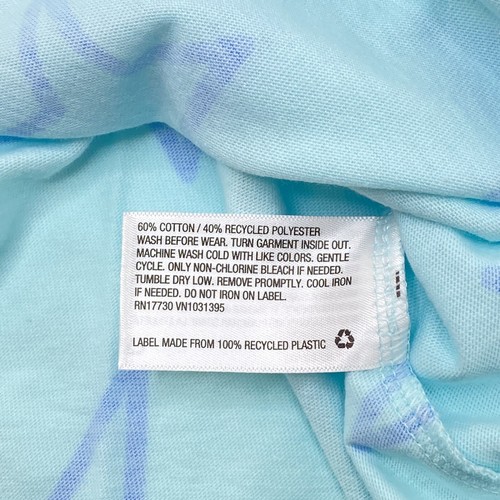 60% COTTON / 40% RECYCLED POLYESTER
WASH BEFORE WEAR. TURN GARMENT INSIDE OUT.
MACHINE WASH COLD WITH LIKE COLORS. GENTLE
CYCLE. ONLY NON-CHLORINE BLEACH IF NEEDED.
TUMBLE DRY LOW. REMOVE PROMPTLY. COOL IRON
IF NEEDED. DO NOT IRON ON LABEL.
RN17730 VN1031395
LABEL MADE FROM 100% RECYCLED PLASTIC